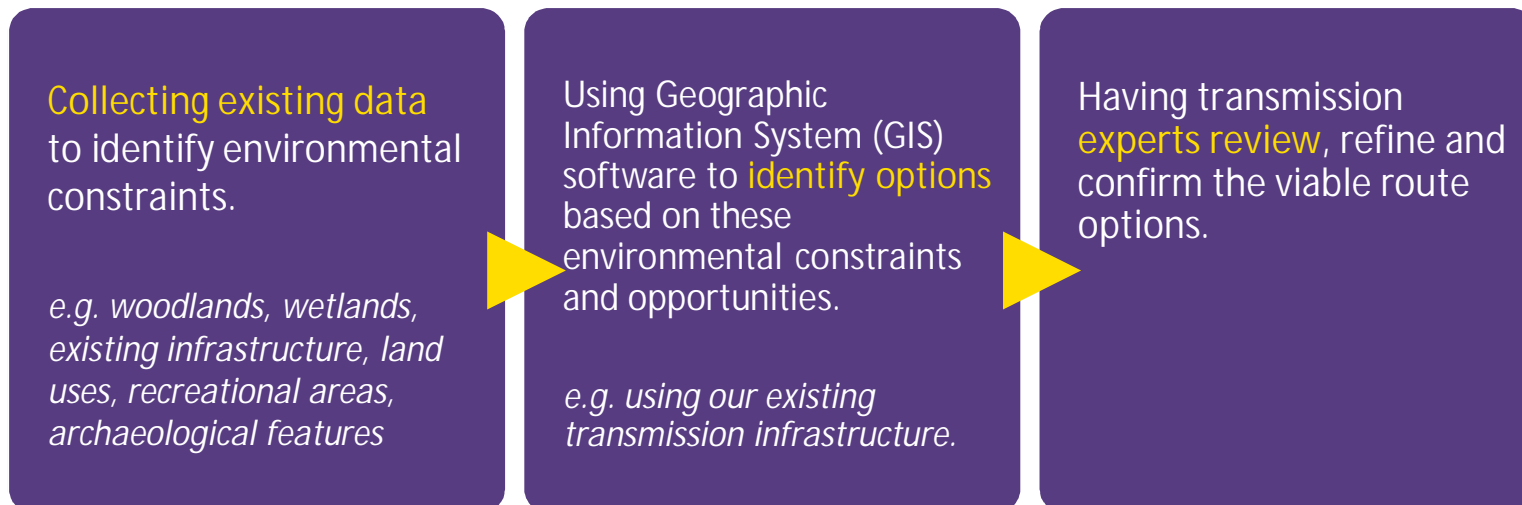 Collecting existing data
to identify environmental
constraints.
e.g. woodlands, wetlands,
existing infrastructure, land
uses, recreational areas,
archaeological features
Using Geographic
Information System (GIS)
software to identify options
based on these
environmental constraints
and opportunities.
e.g. using our existing
transmission infrastructure.
Having transmission
experts review, refine and
confirm the viable route
options.